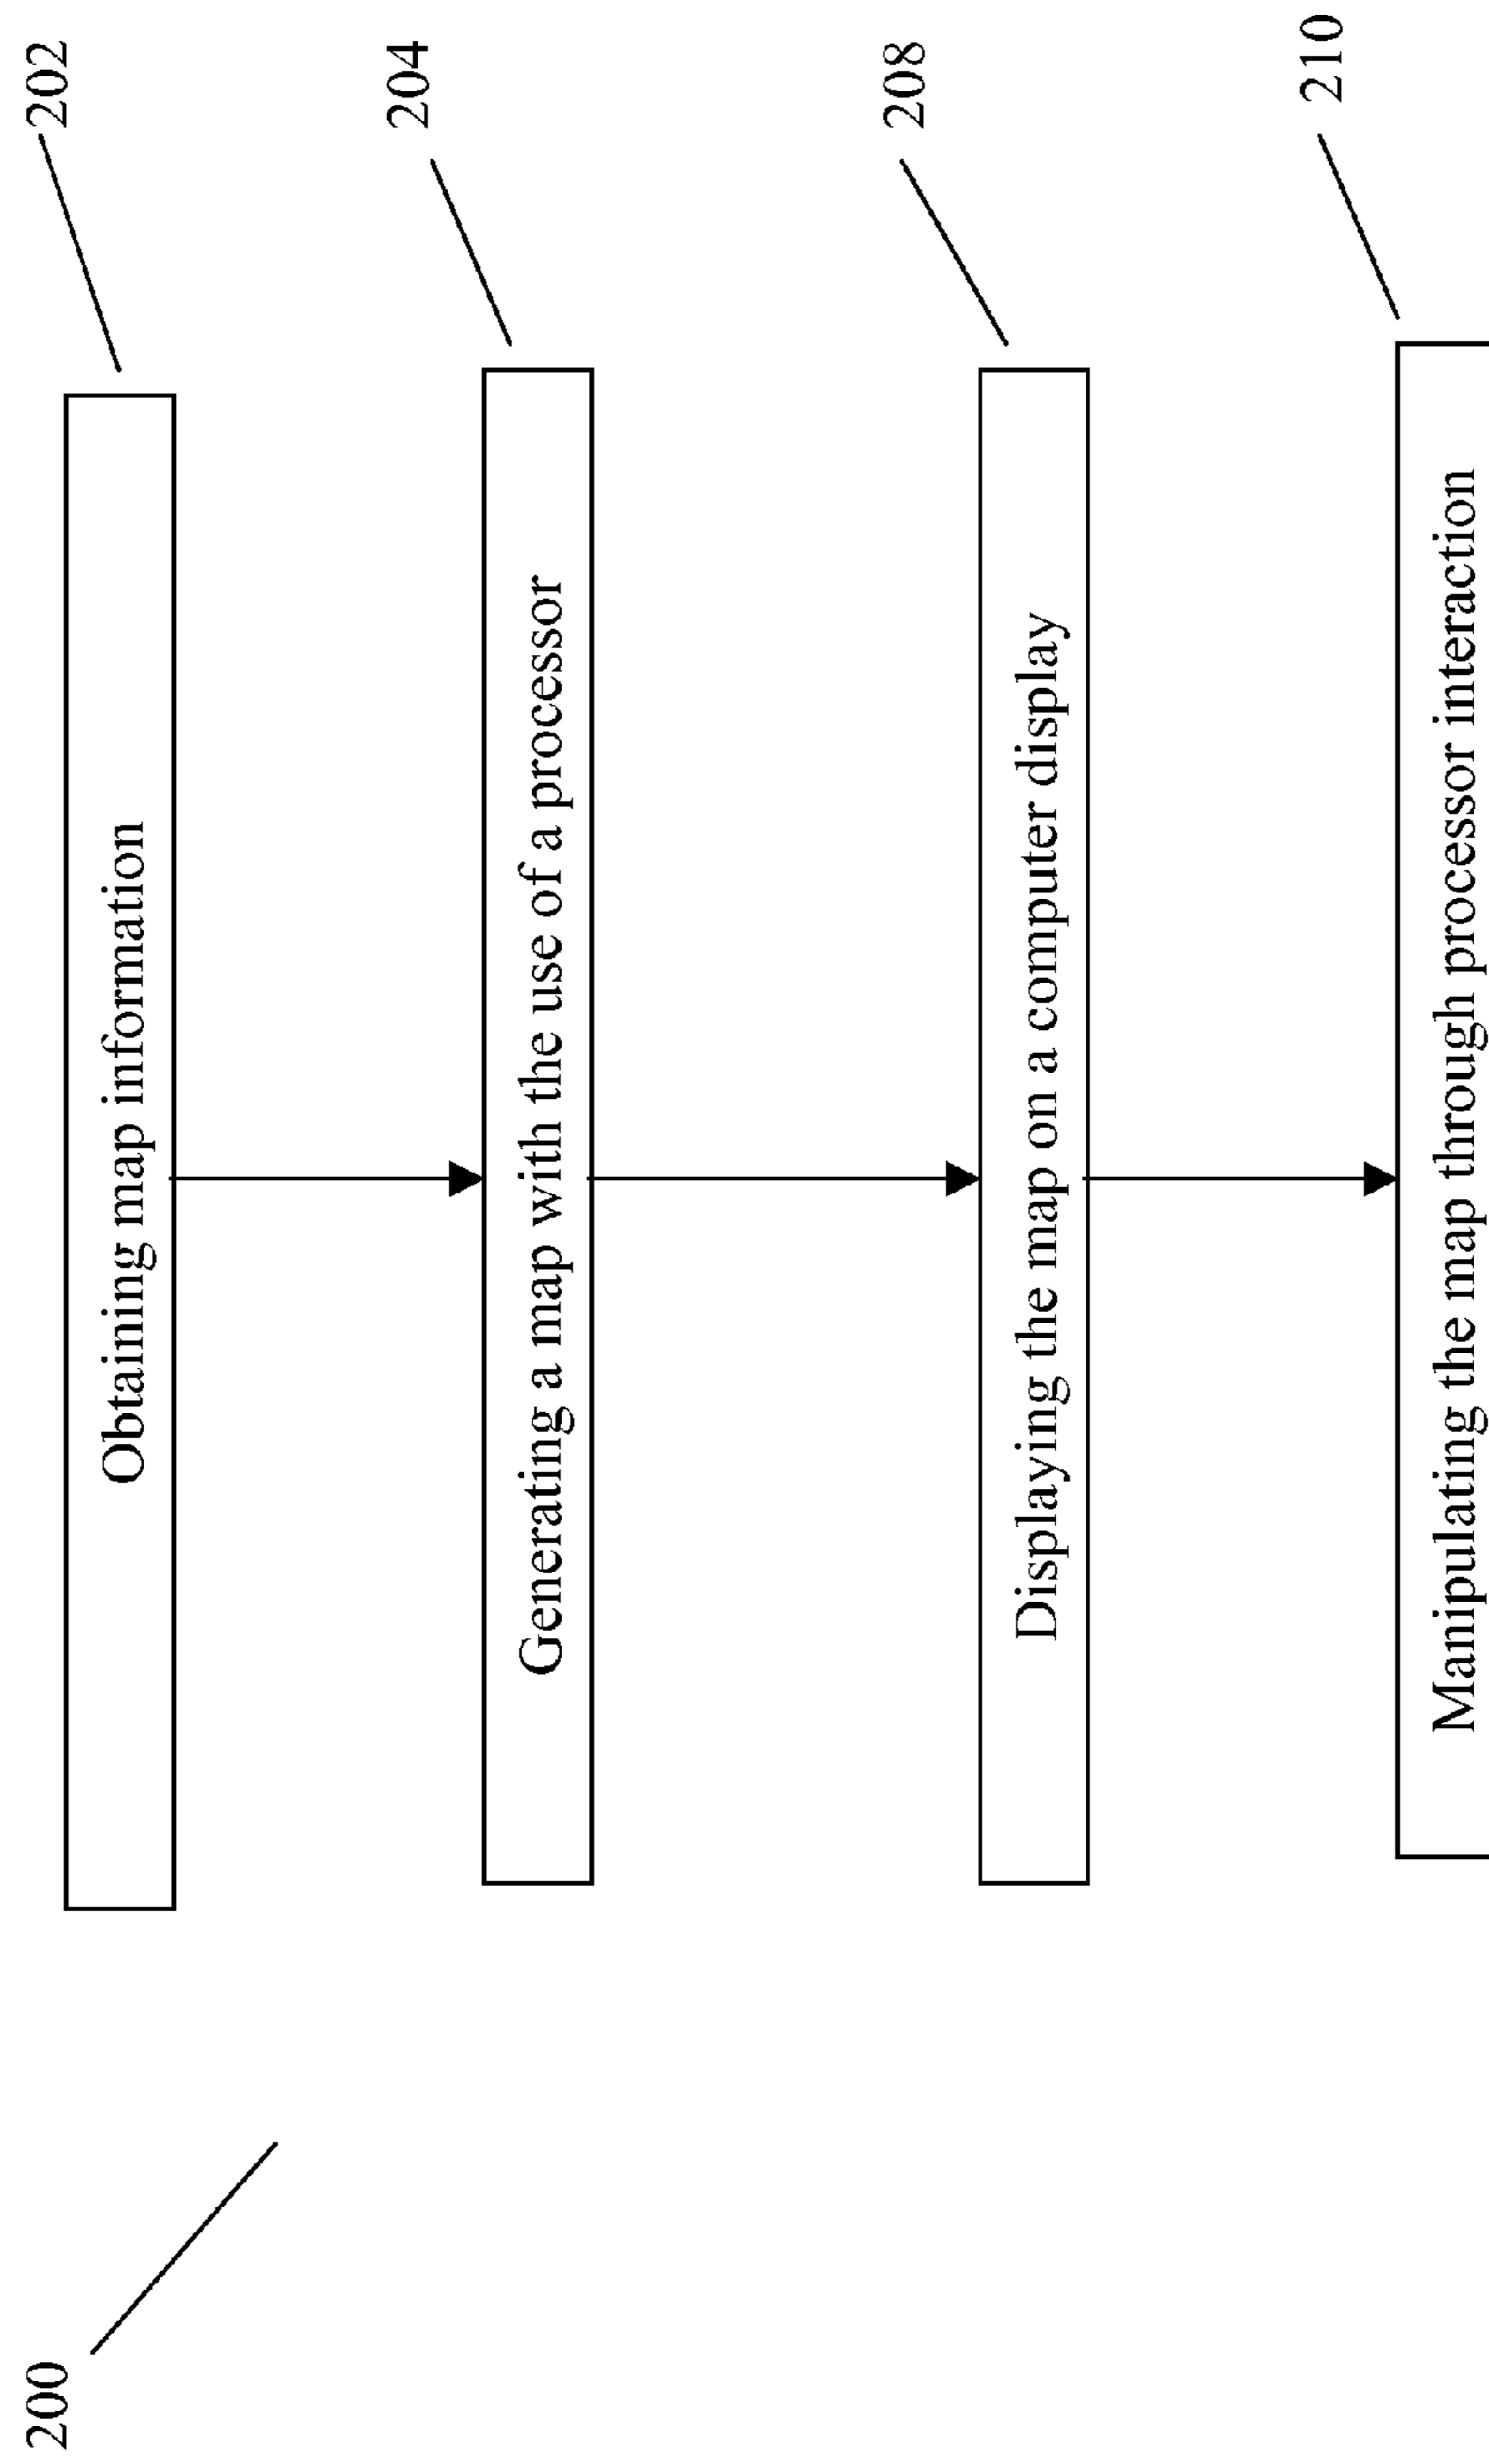 200
202
Obtaining map information
204
Generating a map with the use of a processor
208
Displaying the map on a computer display
210
Manipulating the map through processor interaction